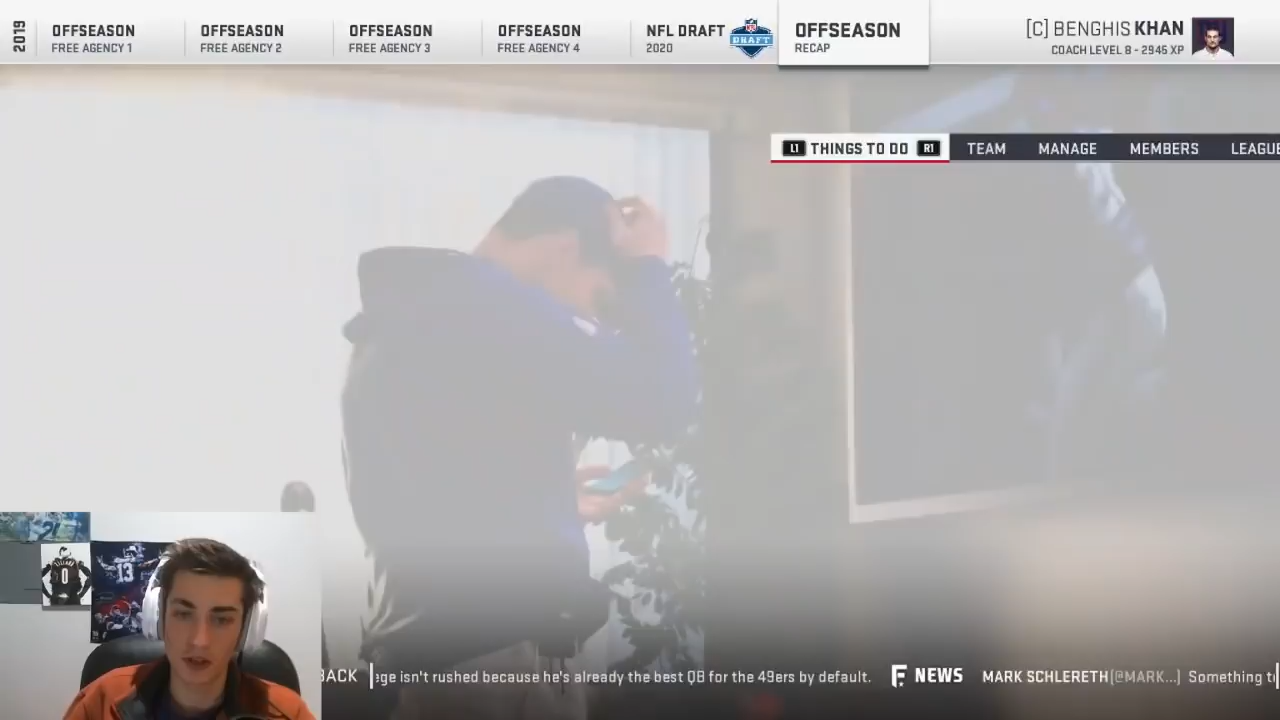 2019
OFFSEASON
FREE AGENCY 1
OFFSEASON
FREE AGENCY 2
OFFSEASON
FREE AGENCY 3
OFFSEASON
FREE AGENCY 4
NFL DRAFT
2020
DRAFT
OFFSEASON
RECAP
[C] BENGHIS KHAN
COACH LEVEL 8 - 2945 XP
L1 THINGS TO DO R1
TEAM
MANAGE
MEMBERS
LEAGUE
0
13
BACK
ege isn't rushed because he's already the best QB for the 49ers by default.
NEWS
MARK SCHLERETH [@MARK...] Something t